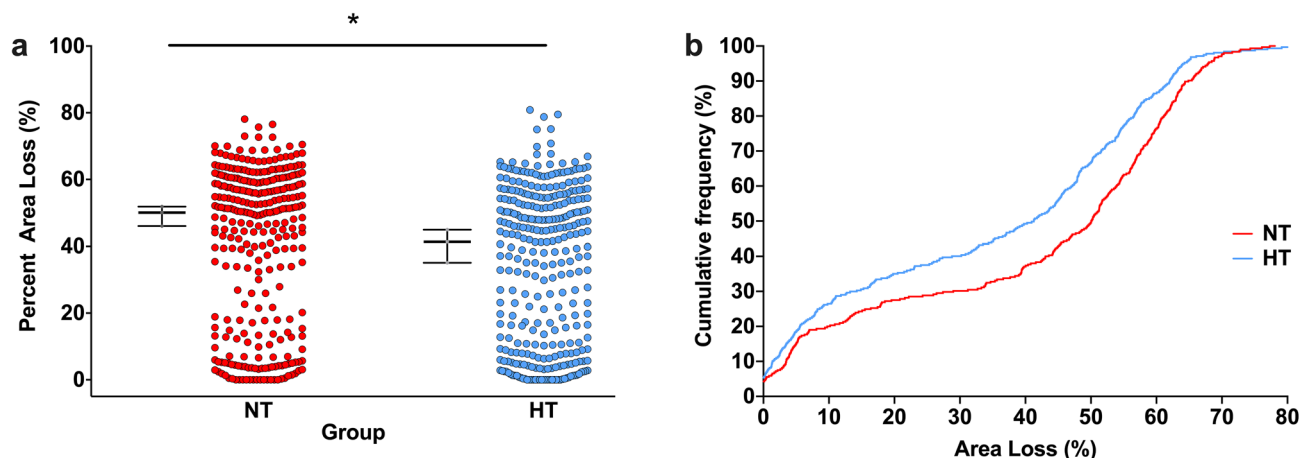 a
*
Percent Area Loss (%)
100
80
60
40
20
0
NT HT
Group
b
Cumulative frequency (%)
100
90
80
70
60
50
40
30
20
10
0
0 10 20 30 40 50 60 70 80
Area Loss (%)
NT
HT